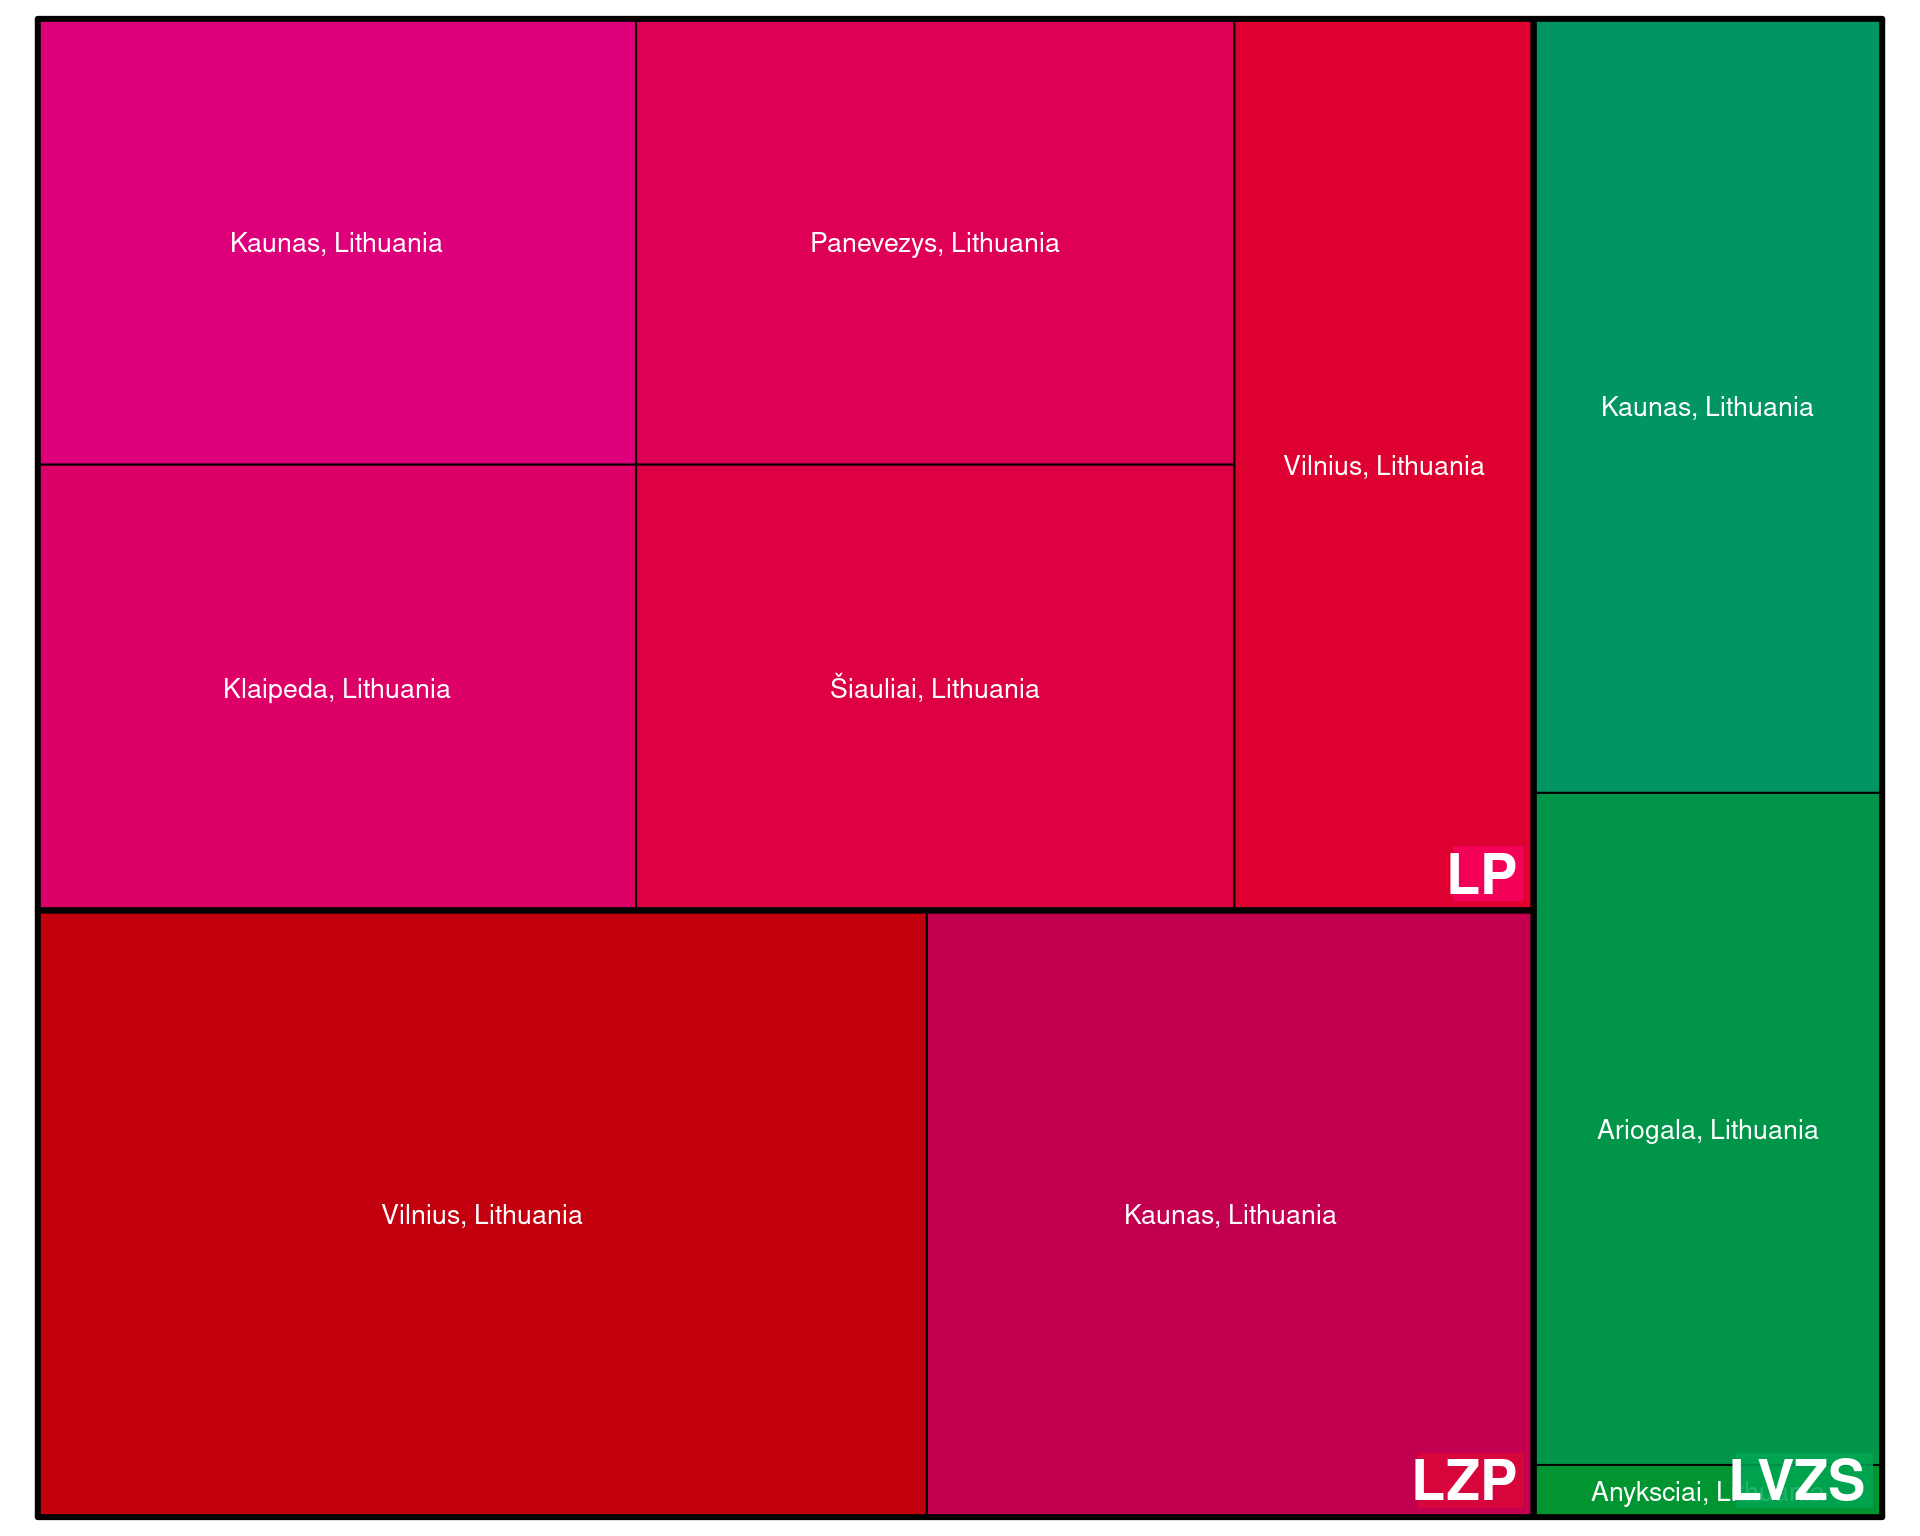 Kaunas, Lithuania
Panevezys, Lithuania
Vilnius, Lithuania
Kaunas, Lithuania
Klaipeda, Lithuania
Šiauliai, Lithuania
LP
Vilnius, Lithuania
Kaunas, Lithuania
LZP
Ariogala, Lithuania
Anyksciai, Lithuania
LVZS